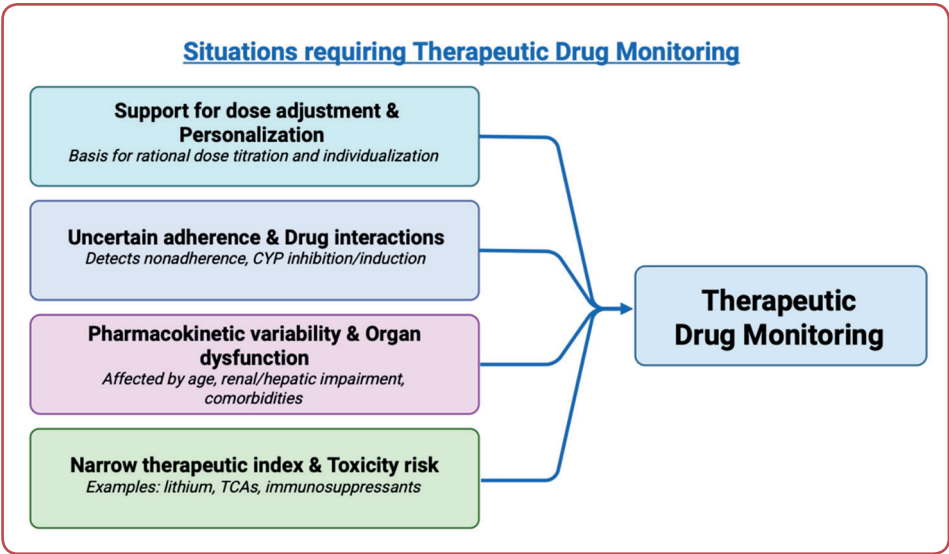 Situations requiring Therapeutic Drug Monitoring
Support for dose adjustment &
Personalization
Basis for rational dose titration and individualization
Uncertain adherence & Drug interactions
Detects nonadherence, CYP inhibition/induction
Pharmacokinetic variability & Organ
dysfunction
Affected by age, renal/hepatic impairment,
comorbidities
Narrow therapeutic index & Toxicity risk
Examples: lithium, TCAs, immunosuppressants
Therapeutic
Drug Monitoring